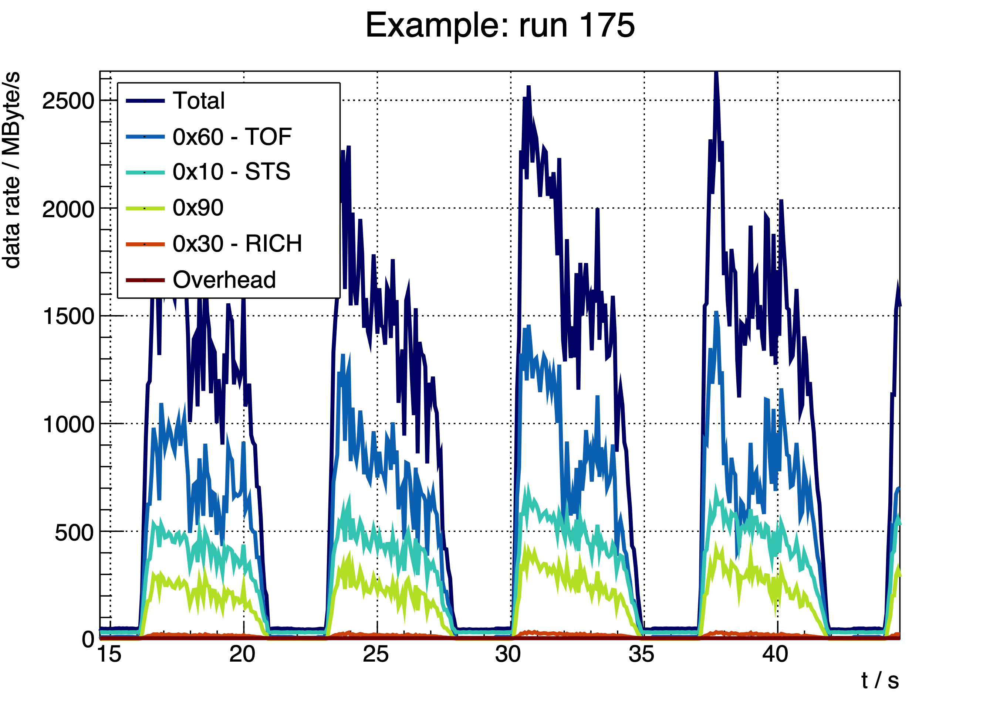 Example: run 175
data rate / MByte/s
2500
2000
1500
1000
500
0
Total
0x60 - TOF
0x10 - STS
0x90
0x30 - RICH
Overhead
15 20 25 30 35 40
t / s